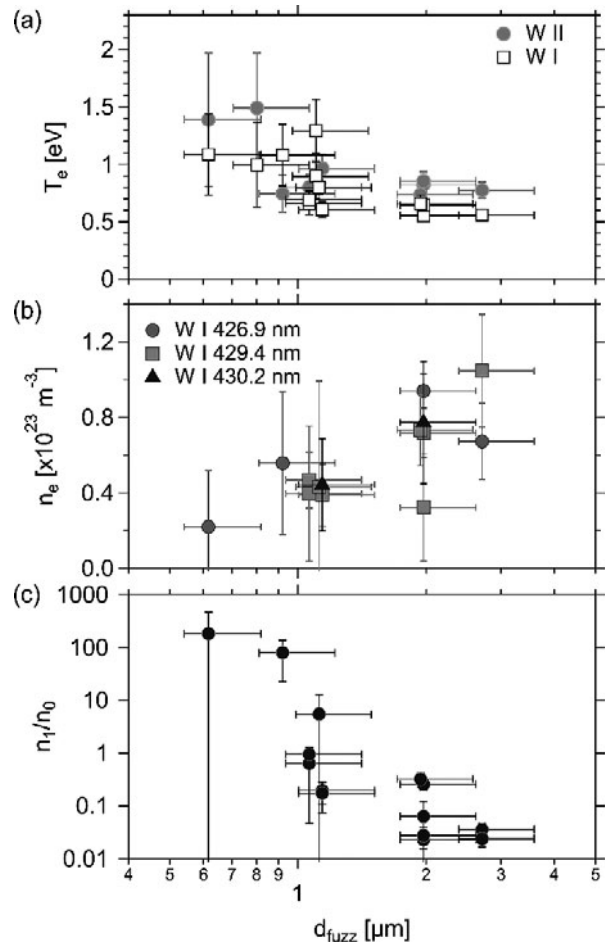 (a)
2
1.5
1
0.5
0
T_e [eV]
W II
W I
(b)
1.2
0.8
0.4
0.0
n_e [x10^23 m^-3]
W I 426.9 nm
W I 429.4 nm
W I 430.2 nm
(c)
1000
100
10
1
0.1
0.01
n_1/n_0
4 5 6 7 8 9 1 2 3 4 5
d_fuzz [µm]